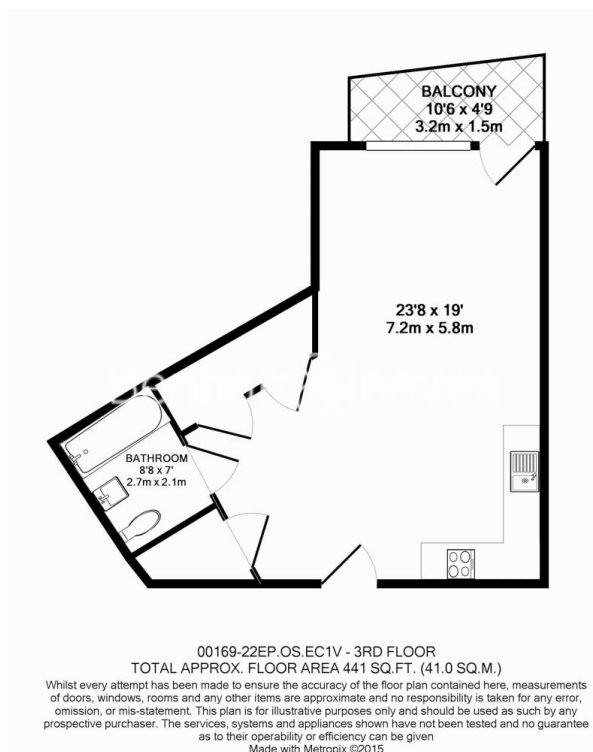 BALCONY
10'6 x 4'9
3.2m x 1.5m
23'8 x 19'
7.2m x 5.8m
BATHROOM
8'8 x 7'
2.7m x 2.1m
00169-22EP.OS.EC1V - 3RD FLOOR
TOTAL APPROX. FLOOR AREA 441 SQ.FT. (41.0 SQ.M.)
Whilst every attempt has been made to ensure the accuracy of the floor plan contained here, measurements
of doors, windows, rooms and any other items are approximate and no responsibility is taken for any error,
omission, or mis-statement. This plan is for illustrative purposes only and should be used as such by any
prospective purchaser. The services, systems and appliances shown have not been tested and no guarantee
as to their operability or efficiency can be given
Made with Metropix ©2015